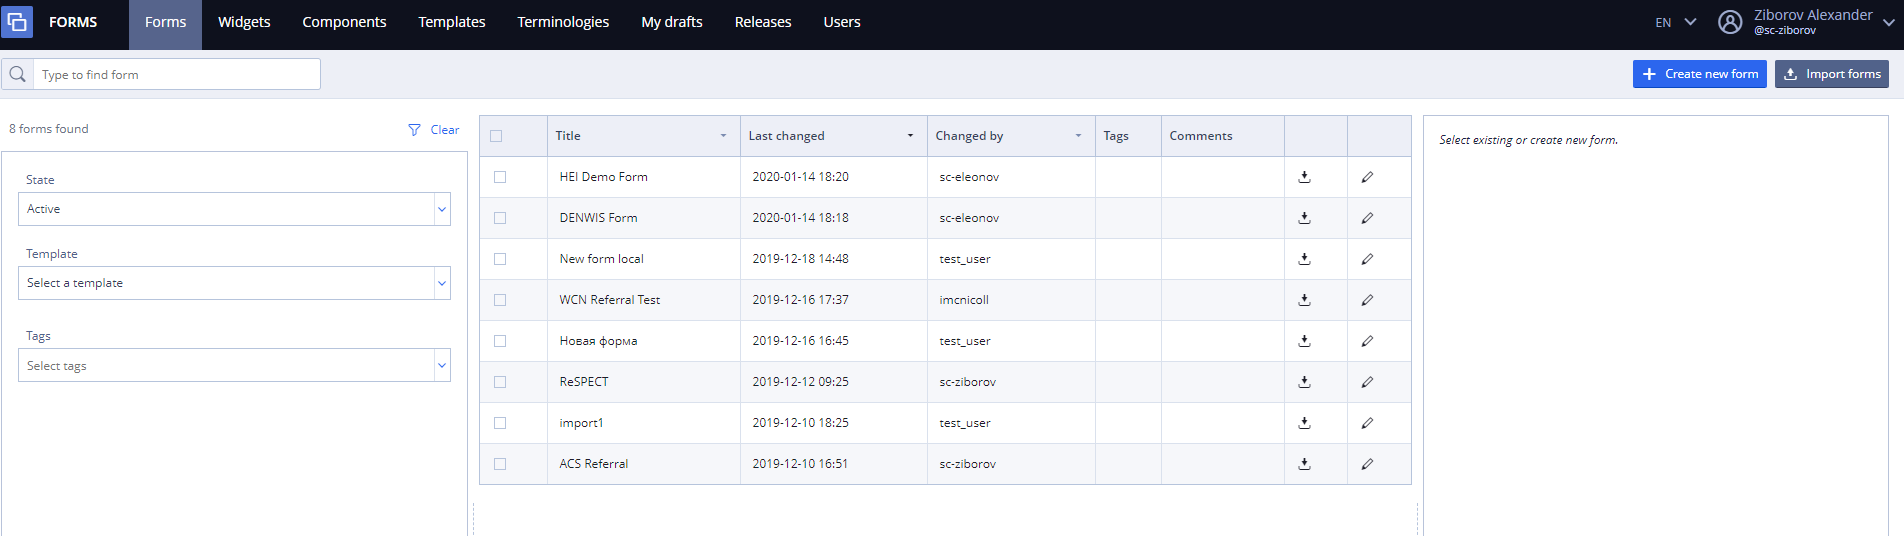 FORMS Forms Widgets Components Templates Terminologies My drafts Releases Users EN Ziborov Alexander
@sc-ziborov
Type to find form Create new form Import forms
8 forms found Clear
State
Active
Template
Select a template
Tags
Select tags
Title Last changed Changed by Tags Comments
HEI Demo Form 2020-01-14 18:20 sc-eleonov
DENWIS Form 2020-01-14 18:18 sc-eleonov
New form local 2019-12-18 14:48 test_user
WCN Referral Test 2019-12-16 17:37 imcnicoll
Новая форма 2019-12-16 16:45 test_user
ReSPECT 2019-12-12 09:25 sc-ziborov
import1 2019-12-10 18:25 test_user
ACS Referral 2019-12-10 16:51 sc-ziborov
Select existing or create new form.